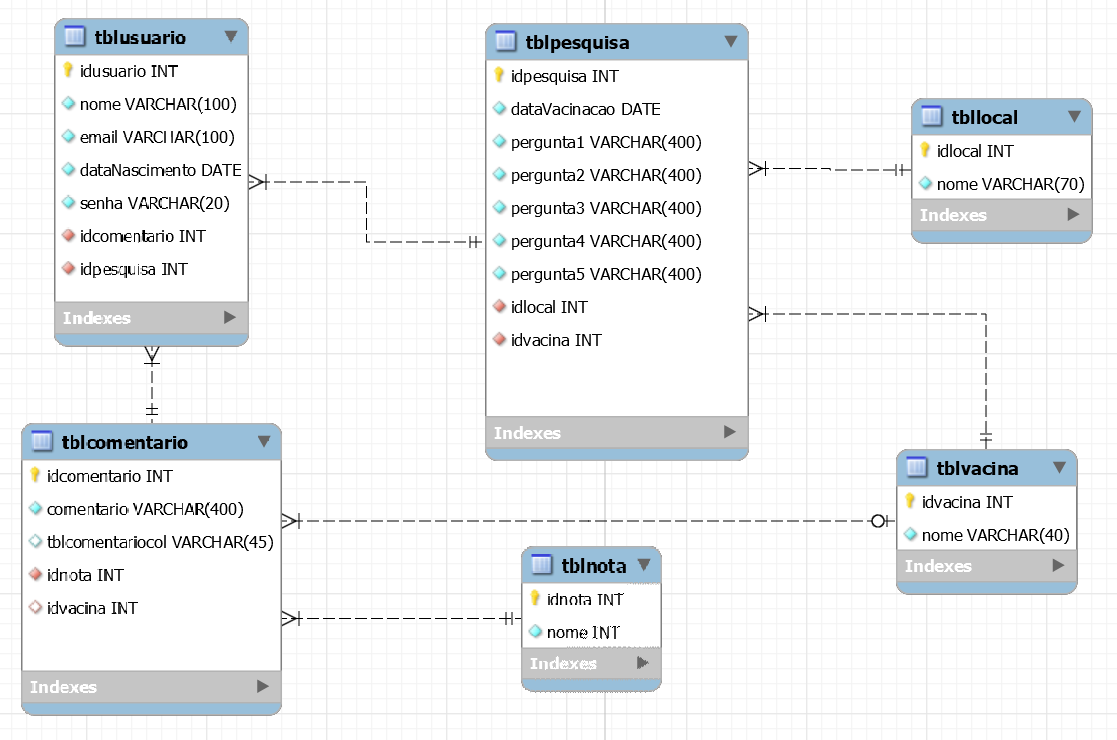 tblusuario
idusuario INT
nome VARCHAR(100)
email VARCHAR(100)
dataNascimento DATE
senha VARCHAR(20)
idcomentario INT
idpesquisa INT
Indexes
tblpesquisa
idpesquisa INT
dataVacinacao DATE
pergunta1 VARCHAR(400)
pergunta2 VARCHAR(400)
pergunta3 VARCHAR(400)
pergunta4 VARCHAR(400)
pergunta5 VARCHAR(400)
idlocal INT
idvacina INT
Indexes
tbllocal
idlocal INT
nome VARCHAR(70)
Indexes
tblcomentario
idcomentario INT
comentario VARCHAR(400)
tblcomentariocol VARCHAR(45)
idnota INT
idvacina INT
Indexes
tblnota
idnota INT
nome INT
Indexes
tblvacina
idvacina INT
nome VARCHAR(40)
Indexes